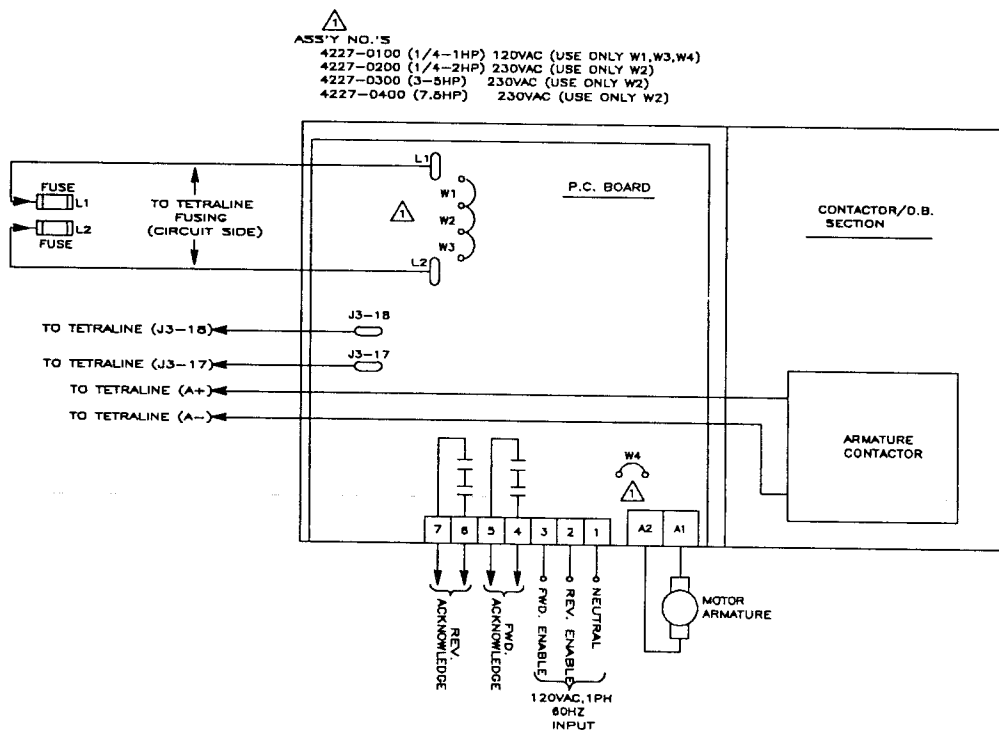 1
ASS'Y NO.'S
4227-0100 (1/4-1HP) 120VAC (USE ONLY W1,W3,W4)
4227-0200 (1/4-2HP) 230VAC (USE ONLY W2)
4227-0300 (3-5HP) 230VAC (USE ONLY W2)
4227-0400 (7.5HP) 230VAC (USE ONLY W2)
L1
W1
W2
W3
L2
1
P.C. BOARD
CONTACTOR/D.B.
SECTION
FUSE
L1
L2
FUSE
TO TETRALINE
FUSING
(CIRCUIT SIDE)
J3-18
TO TETRALINE (J3-18)
J3-17
TO TETRALINE (J3-17)
TO TETRALINE (A+)
TO TETRALINE (A-)
ARMATURE
CONTACTOR
W4
1
7 6 5 4 3 2 1
A2 A1
REV.
ACKNOWLEDGE
FWD.
ACKNOWLEDGE
FWD. ENABLE
REV. ENABLE
NEUTRAL
MOTOR
ARMATURE
120VAC,1PH
60HZ
INPUT